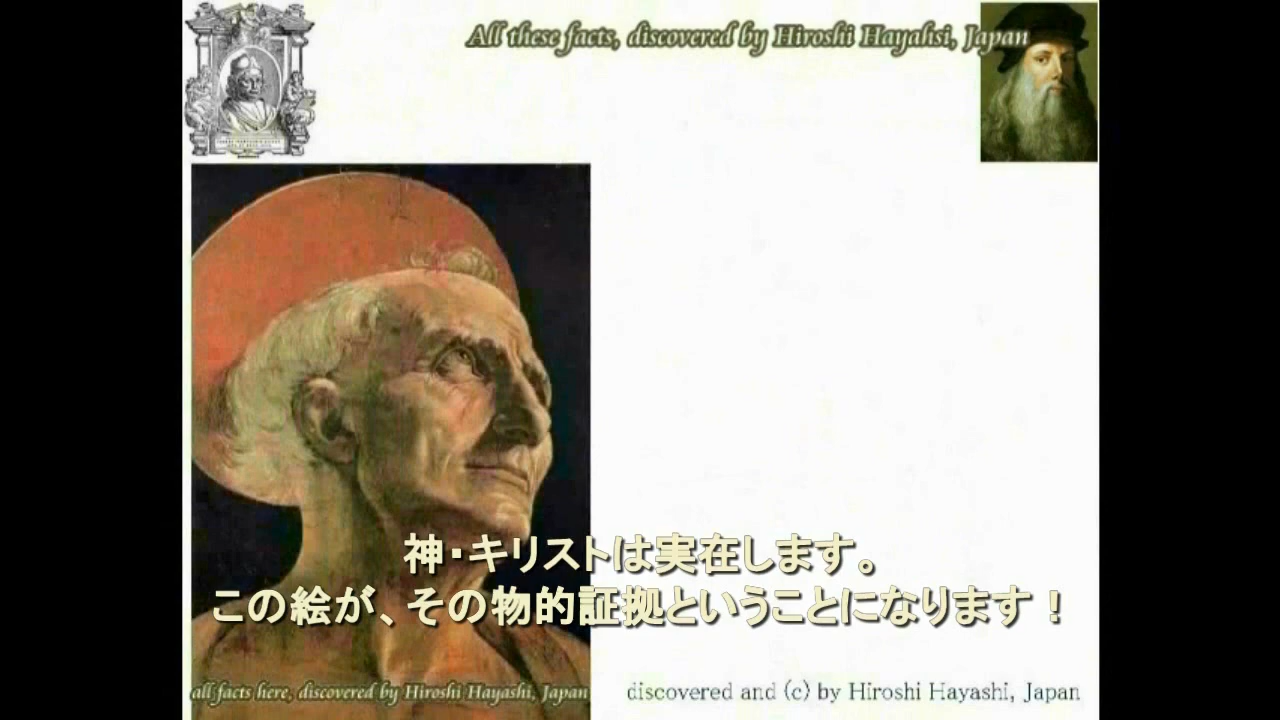 All these facts, discovered by Hiroshi Hayahsi, Japan
神・キリストは実在します。
この絵が、その物的証拠ということになります！
all facts here, discovered by Hiroshi Hayashi, Japan
discovered and (c) by Hiroshi Hayashi, Japan